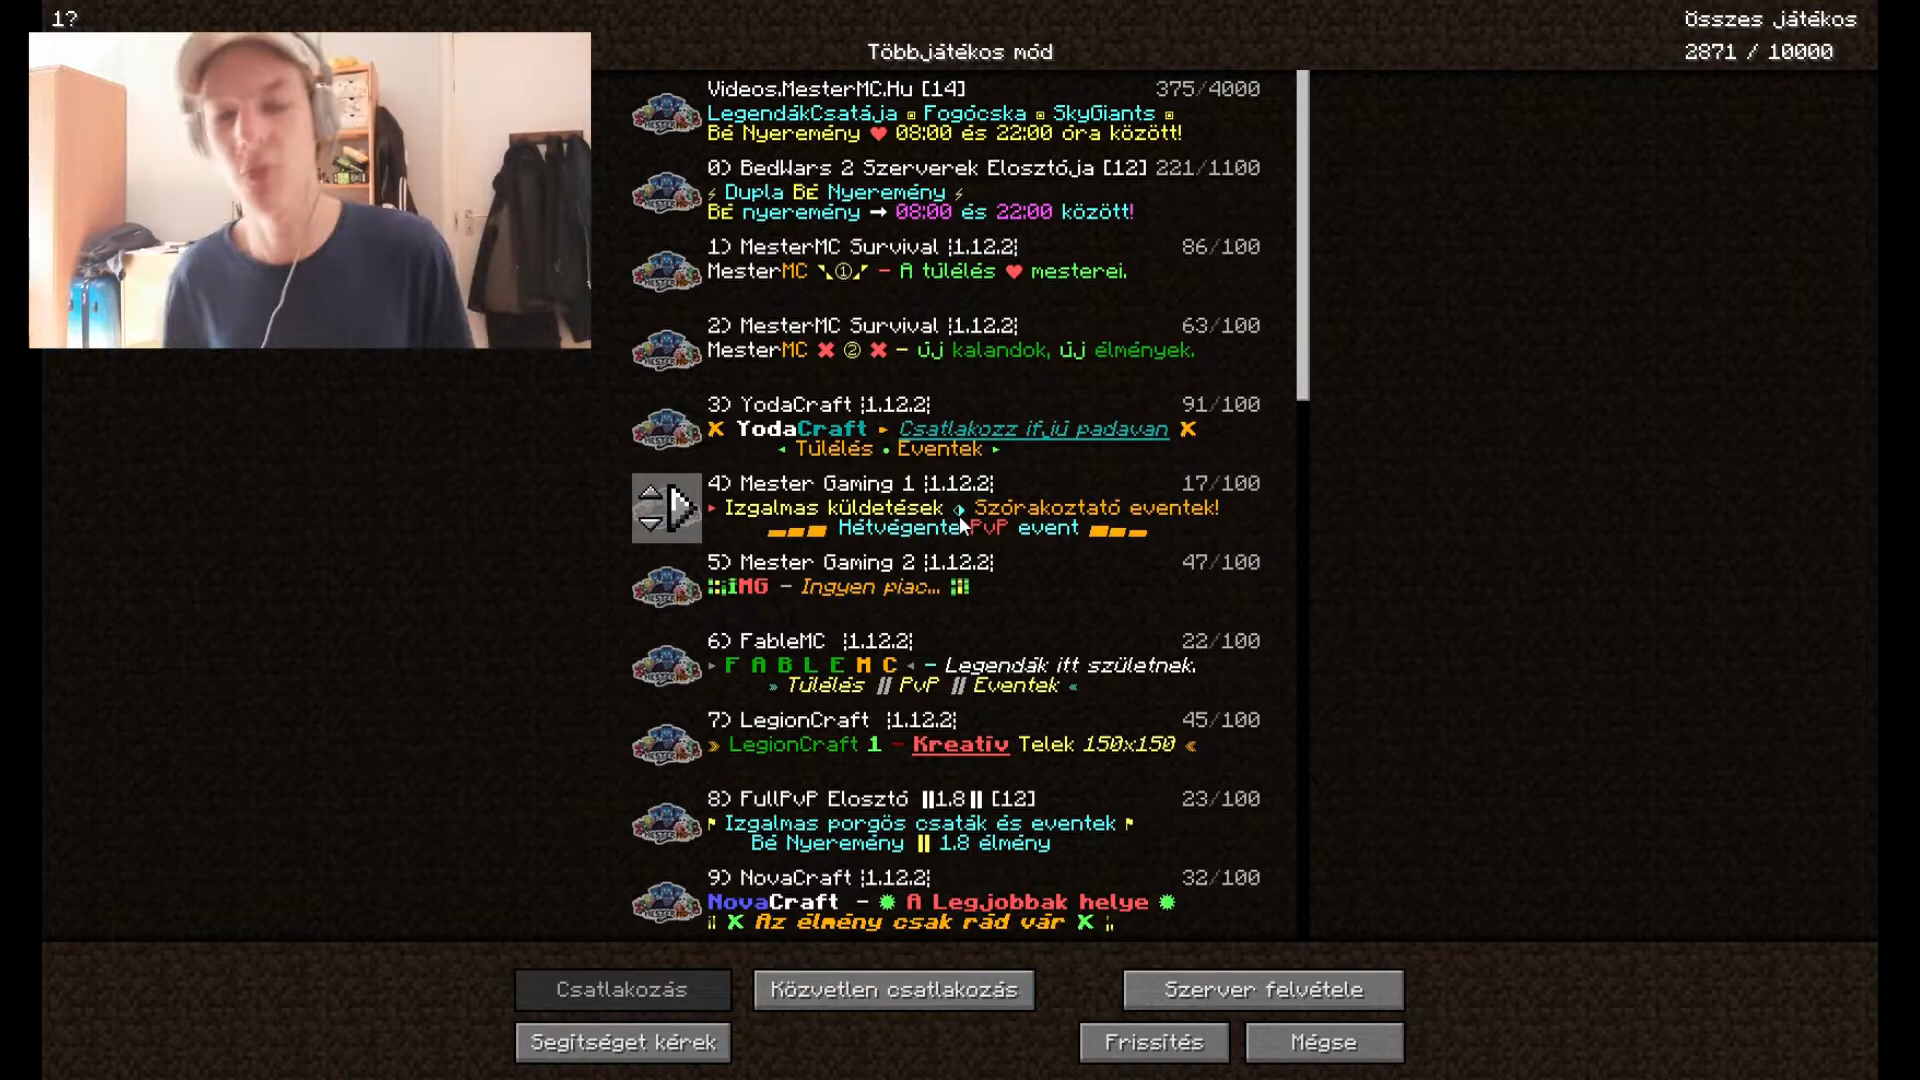 1?
Összes játékos
2871 / 10000
Többjátékos mód
Videos.MesterMC.Hu [14] 375/4000
LegendákCsatája ▪ Fogócska ▪ SkyGiants ▪
Bé Nyeremény ♥ 08:00 és 22:00 óra között!
0) BedWars 2 Szerverek Elosztója [12] 221/1100
⚡ Dupla BÉ Nyeremény ⚡
BÉ nyeremény → 08:00 és 22:00 között!
1) MesterMC Survival ¦1.12.2¦ 86/100
MesterMC ◥◣①◢◤ - A túlélés ♥ mesterei.
2) MesterMC Survival ¦1.12.2¦ 63/100
MesterMC ✖ ② ✖ - új kalandok, új élmények.
3) YodaCraft ¦1.12.2¦ 91/100
✕ YodaCraft ▸ Csatlakozz ifjú padavan ✕
◂ Túlélés • Eventek ▸
4) Mester Gaming 1 ¦1.12.2¦ 17/100
▸ Izgalmas küldetések ⬗ Szórakoztató eventek!
Hétvégente PvP event
5) Mester Gaming 2 ¦1.12.2¦ 47/100
MG - Ingyen piac...
6) FableMC ¦1.12.2¦ 22/100
▸ F A B L E M C ◂ - Legendák itt születnek.
» Túlélés || PvP || Eventek «
7) LegionCraft ¦1.12.2¦ 45/100
» LegionCraft 1 - Kreatív Telek 150x150 «
8) FullPvP Elosztó ‖1.8‖ [12] 23/100
Izgalmas pörgős csaták és eventek
Bé Nyeremény ‖ 1.8 élmény
9) NovaCraft ¦1.12.2¦ 32/100
NovaCraft - ✹ A Legjobbak helye ✹
¦¦ ✕ Az élmény csak rád vár ✕ ¦¦
Csatlakozás
Közvetlen csatlakozás
Szerver felvétele
Segítséget kérek
Frissítés
Mégse